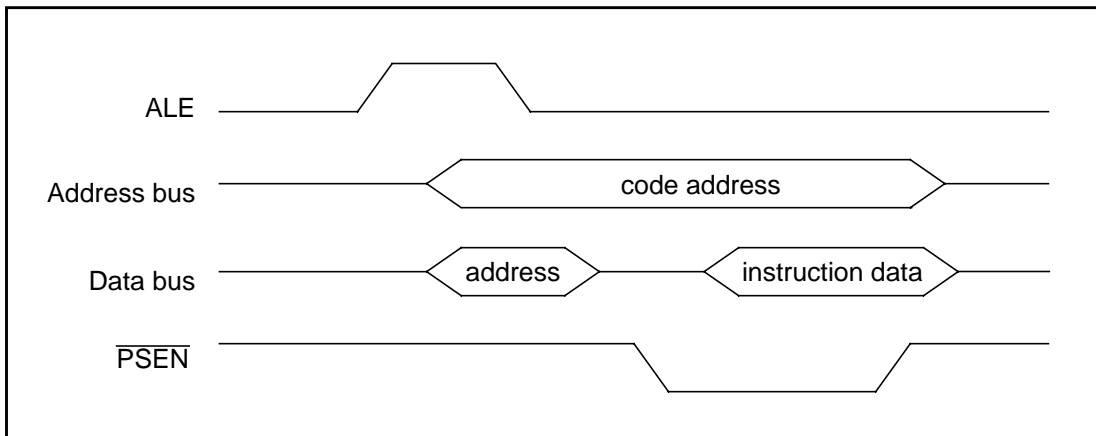 ALE
Address bus
code address
Data bus
address
instruction data
PSEN